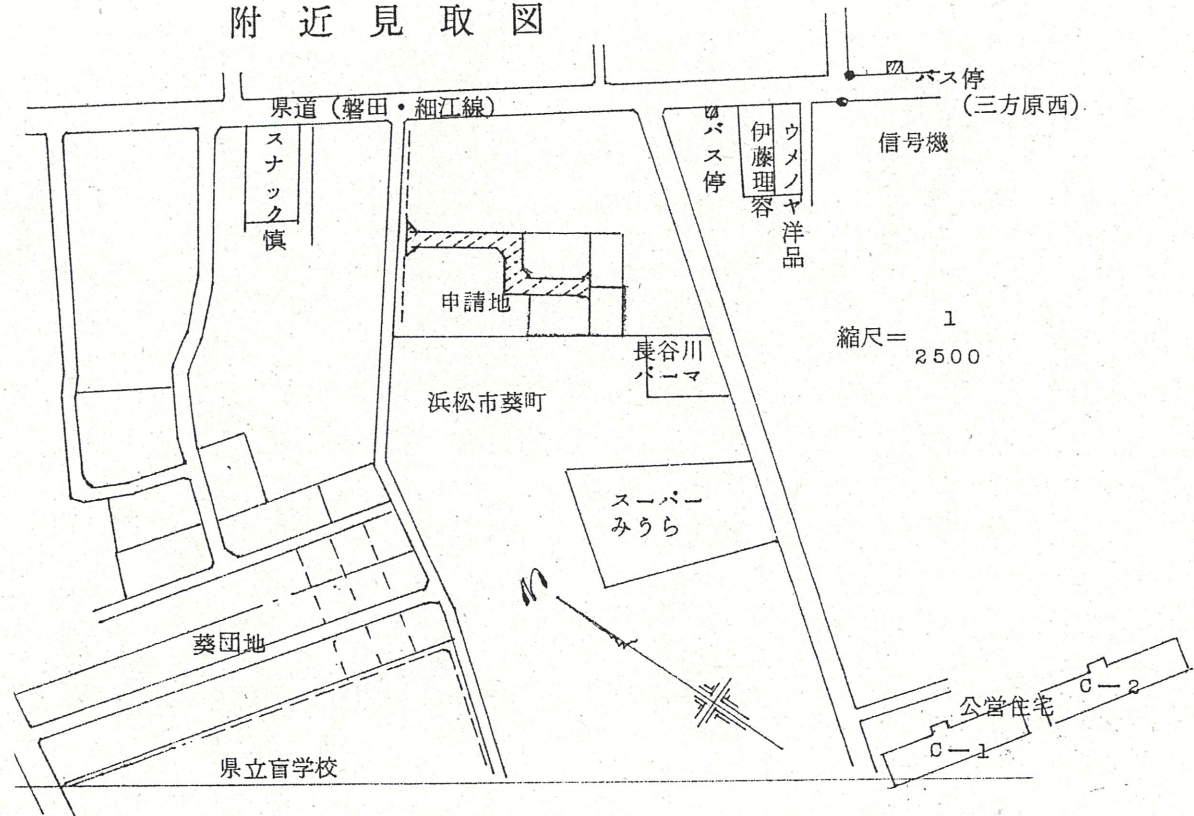 附近見取図
県道（磐田・細江線）
バス停
（三方原西）
信号機
スナック慎
バス停
伊藤理容
ウメノヤ洋品
申請地
縮尺＝1/2500
長谷川
パーマ
浜松市葵町
スーパー
みうら
N
葵団地
公営住宅
C－2
C－1
県立盲学校